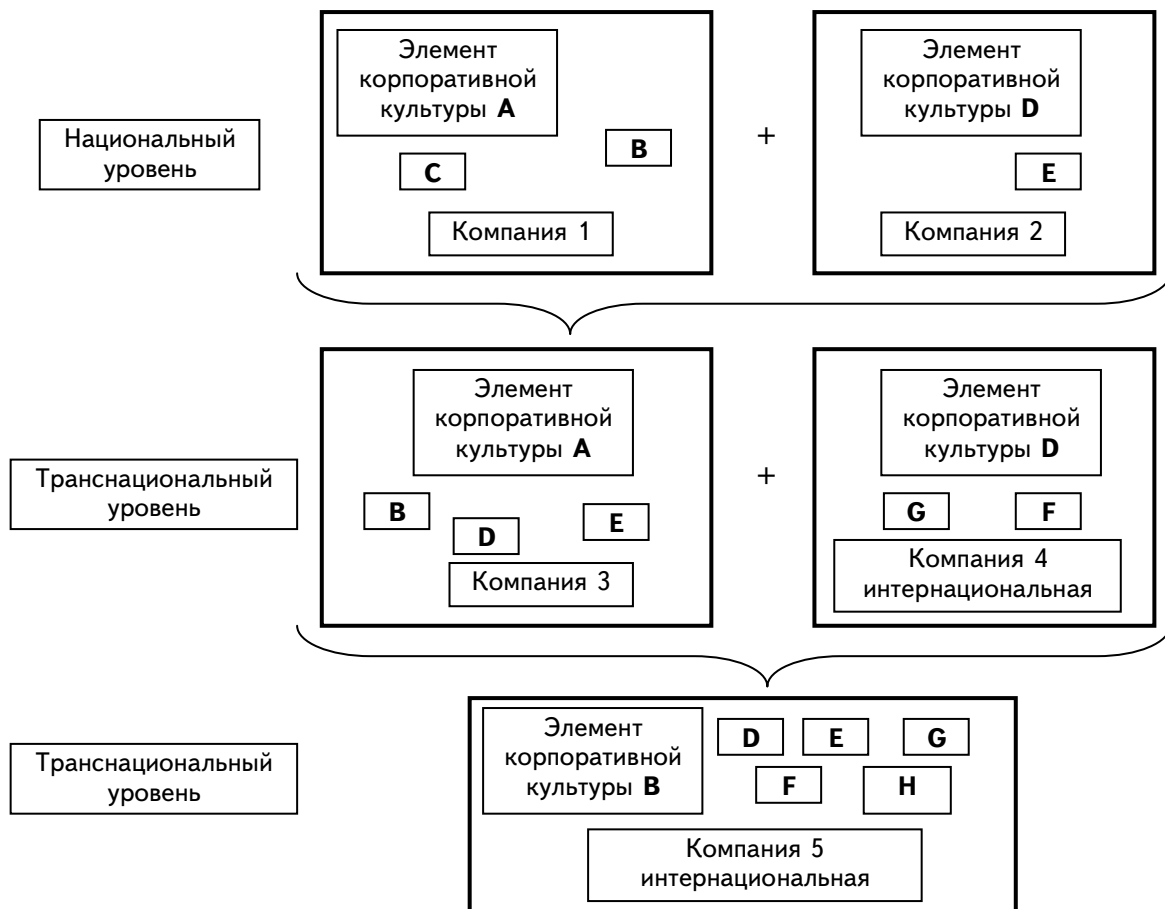 Элемент
корпоративной
культуры A
B
C
Компания 1
Национальный
уровень
+
Элемент
корпоративной
культуры D
E
Компания 2
Транснациональный
уровень
Элемент
корпоративной
культуры A
B
D
E
Компания 3
+
Элемент
корпоративной
культуры D
G
F
Компания 4
интернациональная
Транснациональный
уровень
Элемент
корпоративной
культуры B
D
E
G
F
H
Компания 5
интернациональная